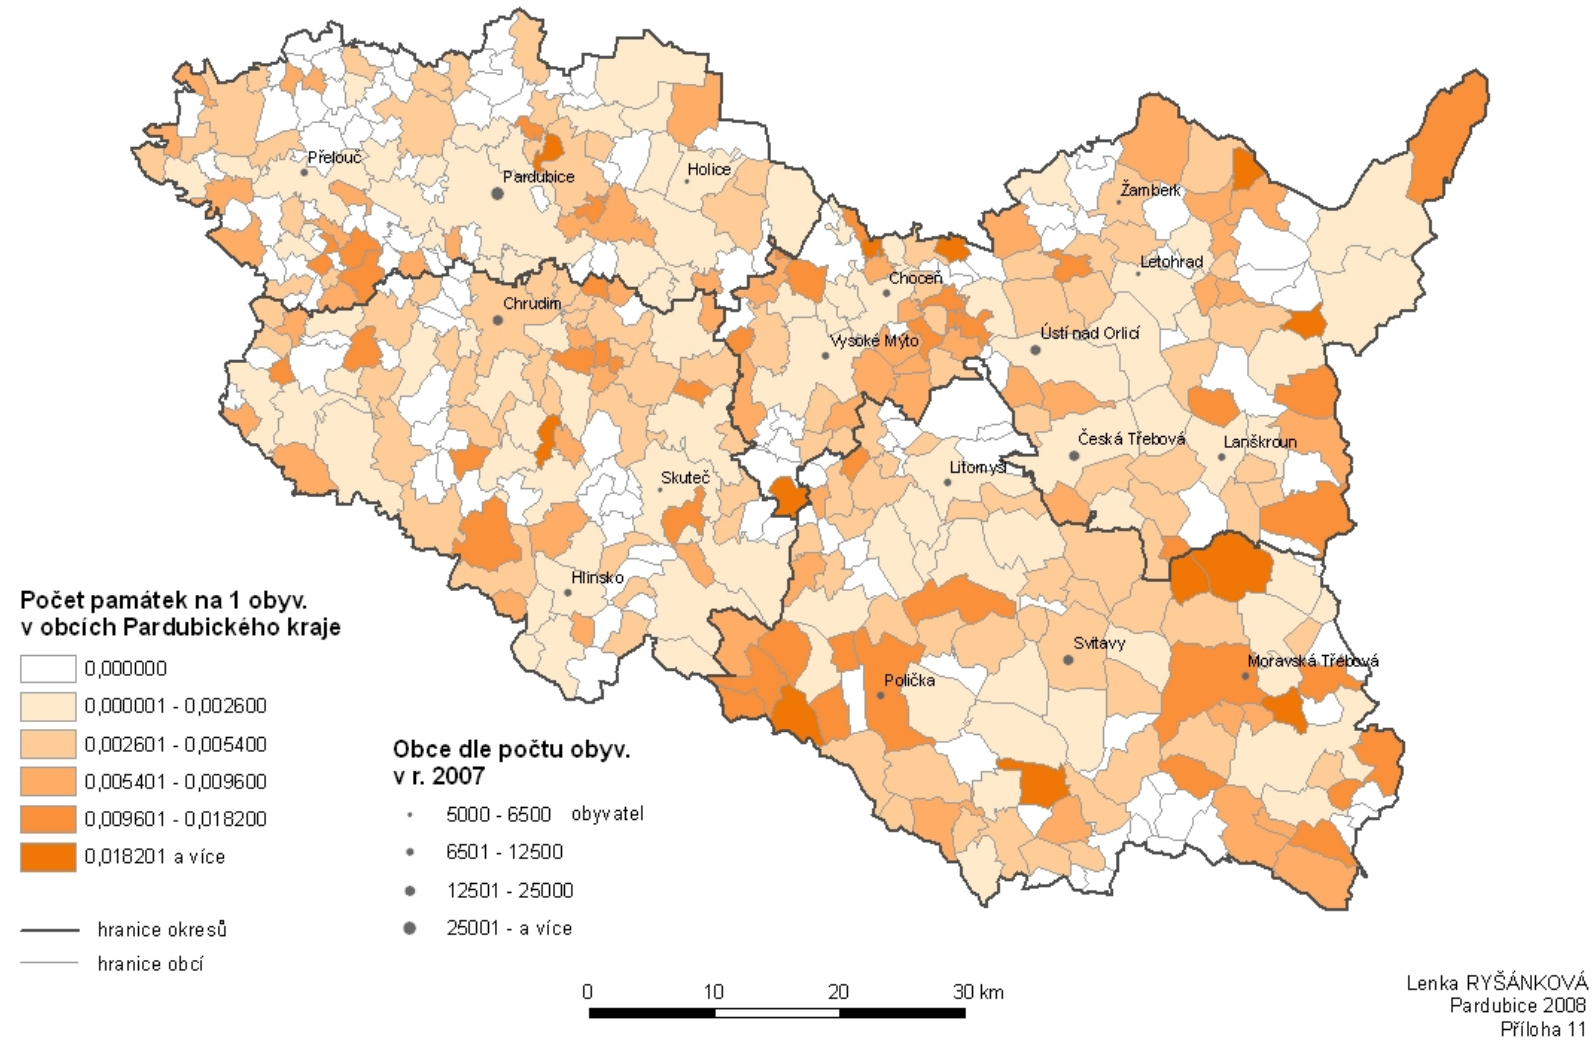 Přelouč
Pardubice
Holice
Žamberk
Letohrad
Choceň
Chrudim
Vysoké Mýto
Ústí nad Orlicí
Česká Třebová
Lanškroun
Litomyšl
Skuteč
Hlinsko
Svitavy
Moravská Třebová
Polička
Počet památek na 1 obyv.
v obcích Pardubického kraje
0,000000
0,000001 - 0,002600
0,002601 - 0,005400
0,005401 - 0,009600
0,009601 - 0,018200
0,018201 a více
hranice okresů
hranice obcí
Obce dle počtu obyv.
v r. 2007
5000 - 6500 obyvatel
6501 - 12500
12501 - 25000
25001 - a více
0 10 20 30 km
Lenka RYŠÁNKOVÁ
Pardubice 2008
Příloha 11